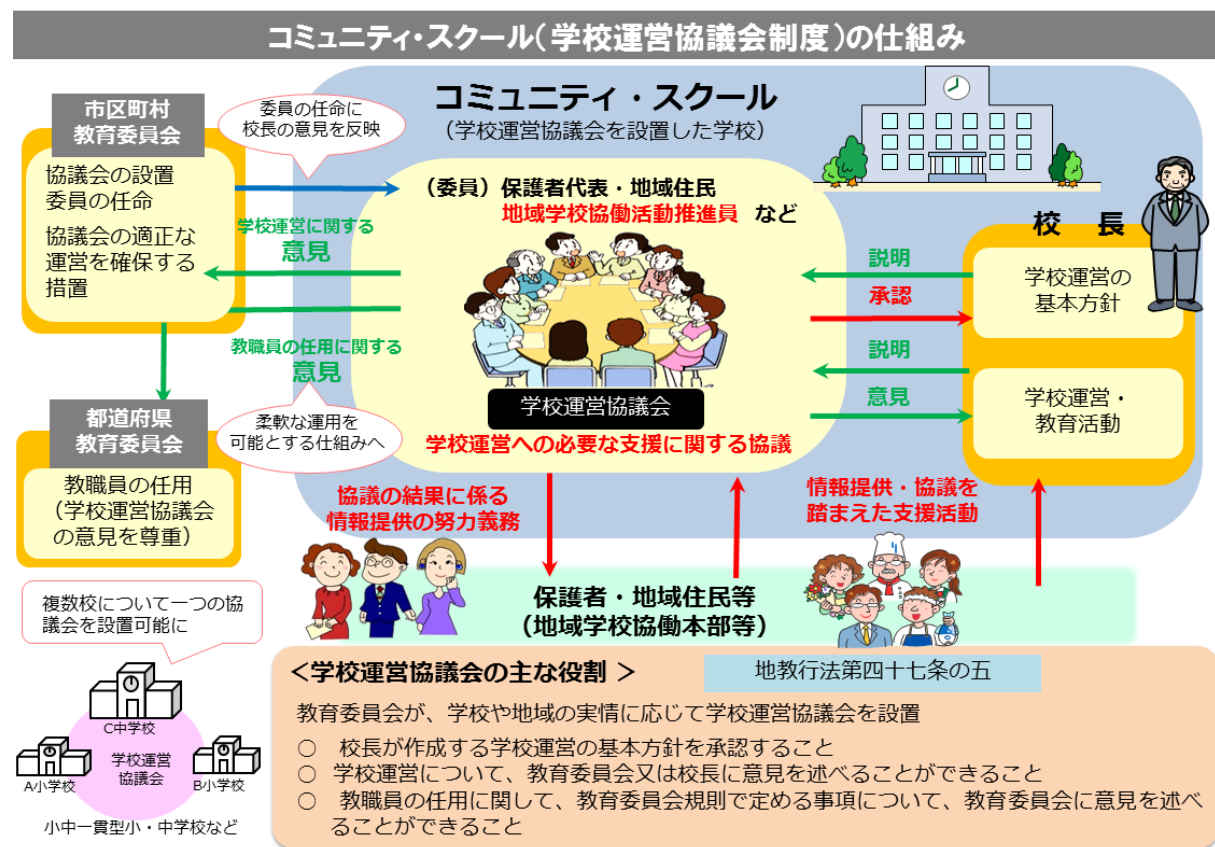 コミュニティ・スクール(学校運営協議会制度)の仕組み
市区町村
教育委員会
協議会の設置
委員の任命
協議会の適正な
運営を確保する
措置
委員の任命に
校長の意見を反映
コミュニティ・スクール
(学校運営協議会を設置した学校)
(委員)保護者代表・地域住民
地域学校協働活動推進員 など
学校運営に関する
意見
教職員の任用に関する
意見
柔軟な運用を
可能とする仕組みへ
学校運営協議会
学校運営への必要な支援に関する協議
校 長
説明
承認
学校運営の
基本方針
説明
意見
学校運営・
教育活動
都道府県
教育委員会
教職員の任用
(学校運営協議会
の意見を尊重)
協議の結果に係る
情報提供の努力義務
情報提供・協議を
踏まえた支援活動
保護者・地域住民等
(地域学校協働本部等)
複数校について一つの協
議会を設置可能に
C中学校
学校運営
協議会
A小学校
B小学校
小中一貫型小・中学校など
<学校運営協議会の主な役割 >
地教行法第四十七条の五
教育委員会が、学校や地域の実情に応じて学校運営協議会を設置
○ 校長が作成する学校運営の基本方針を承認すること
○ 学校運営について、教育委員会又は校長に意見を述べることができること
○ 教職員の任用に関して、教育委員会規則で定める事項について、教育委員会に意見を述べ
ることができること